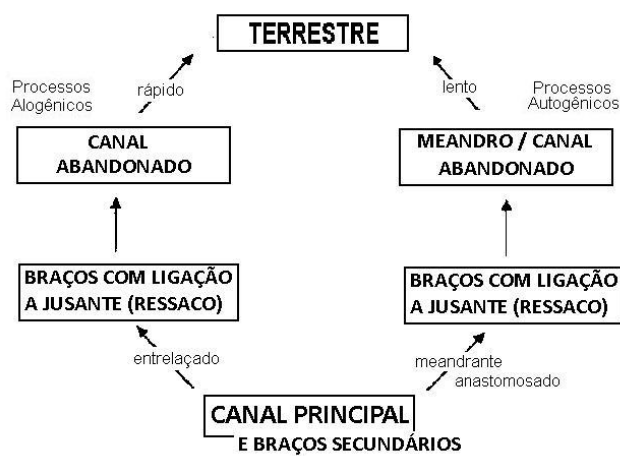 TERRESTRE
Processos
Alogênicos
rápido
lento
Processos
Autogênicos
CANAL
ABANDONADO
MEANDRO / CANAL
ABANDONADO
BRAÇOS COM LIGAÇÃO
A JUSANTE (RESSACO)
BRAÇOS COM LIGAÇÃO
A JUSANTE (RESSACO)
entrelaçado
meandrante
anastomosado
CANAL PRINCIPAL
E BRAÇOS SECUNDÁRIOS